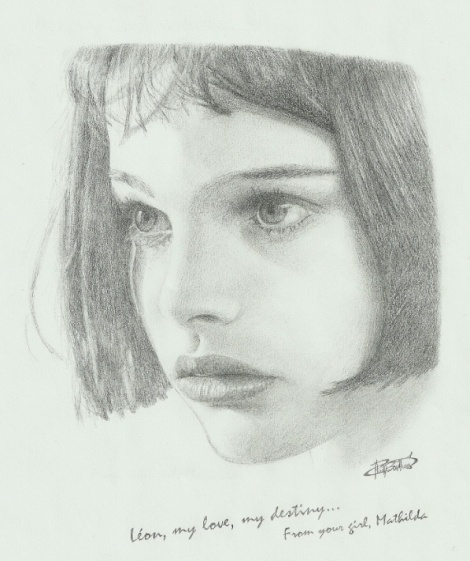 Léon, my love, my destiny...
From your girl, Mathilda